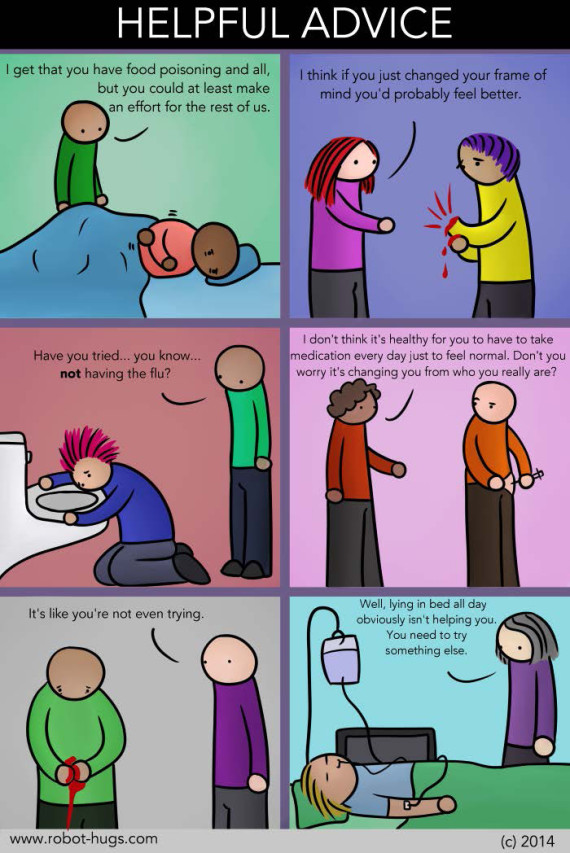 HELPFUL ADVICE
I get that you have food poisoning and all,
but you could at least make
an effort for the rest of us.
I think if you just changed your frame of
mind you'd probably feel better.
Have you tried... you know...
not having the flu?
I don't think it's healthy for you to have to take
medication every day just to feel normal. Don't you
worry it's changing you from who you really are?
It's like you're not even trying.
Well, lying in bed all day
obviously isn't helping you.
You need to try
something else.
www.robot-hugs.com
(c) 2014